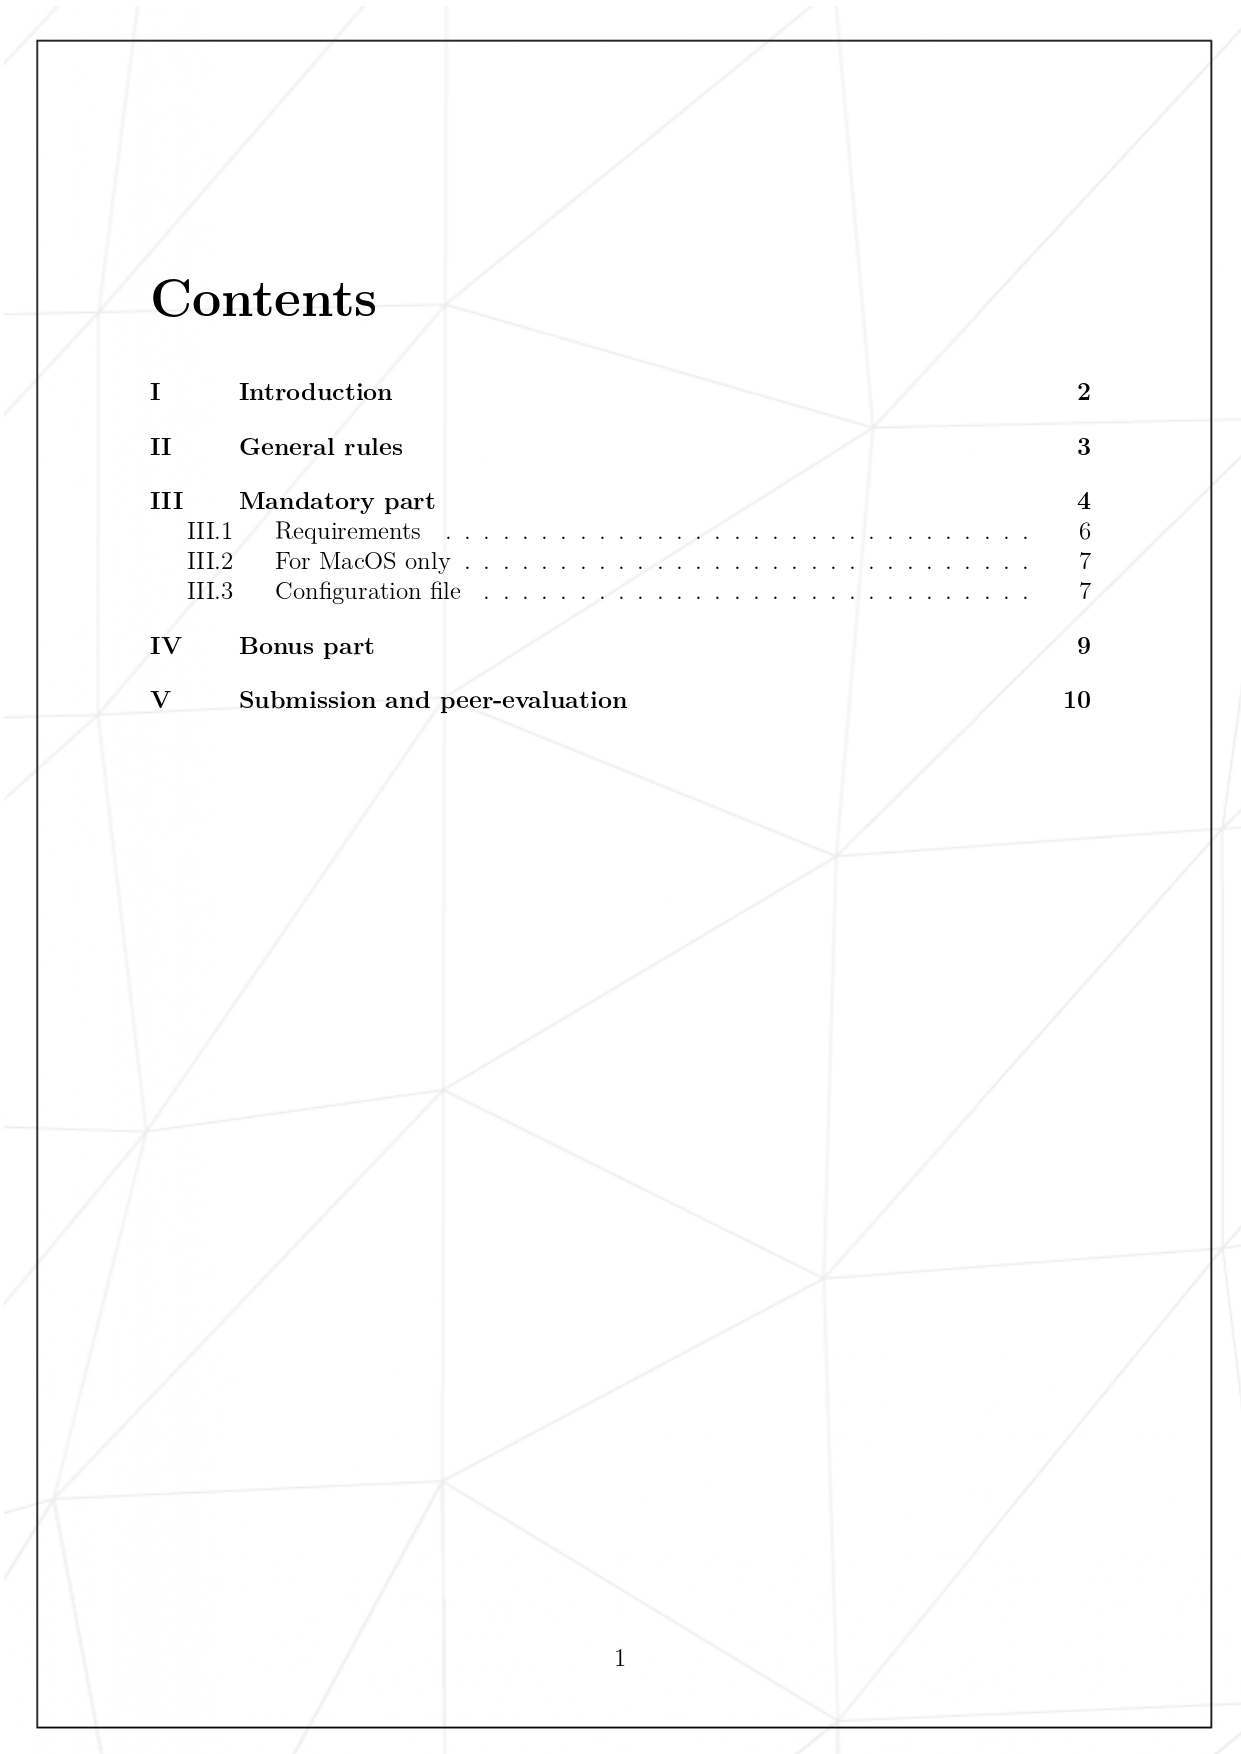 Contents
I Introduction 2
II General rules 3
III Mandatory part 4
III.1 Requirements . . . . . . . . . . . . . . . . . . . . . . . . . . . . . . . 6
III.2 For MacOS only . . . . . . . . . . . . . . . . . . . . . . . . . . . . . . 7
III.3 Configuration file . . . . . . . . . . . . . . . . . . . . . . . . . . . . . 7
IV Bonus part 9
V Submission and peer-evaluation 10
1